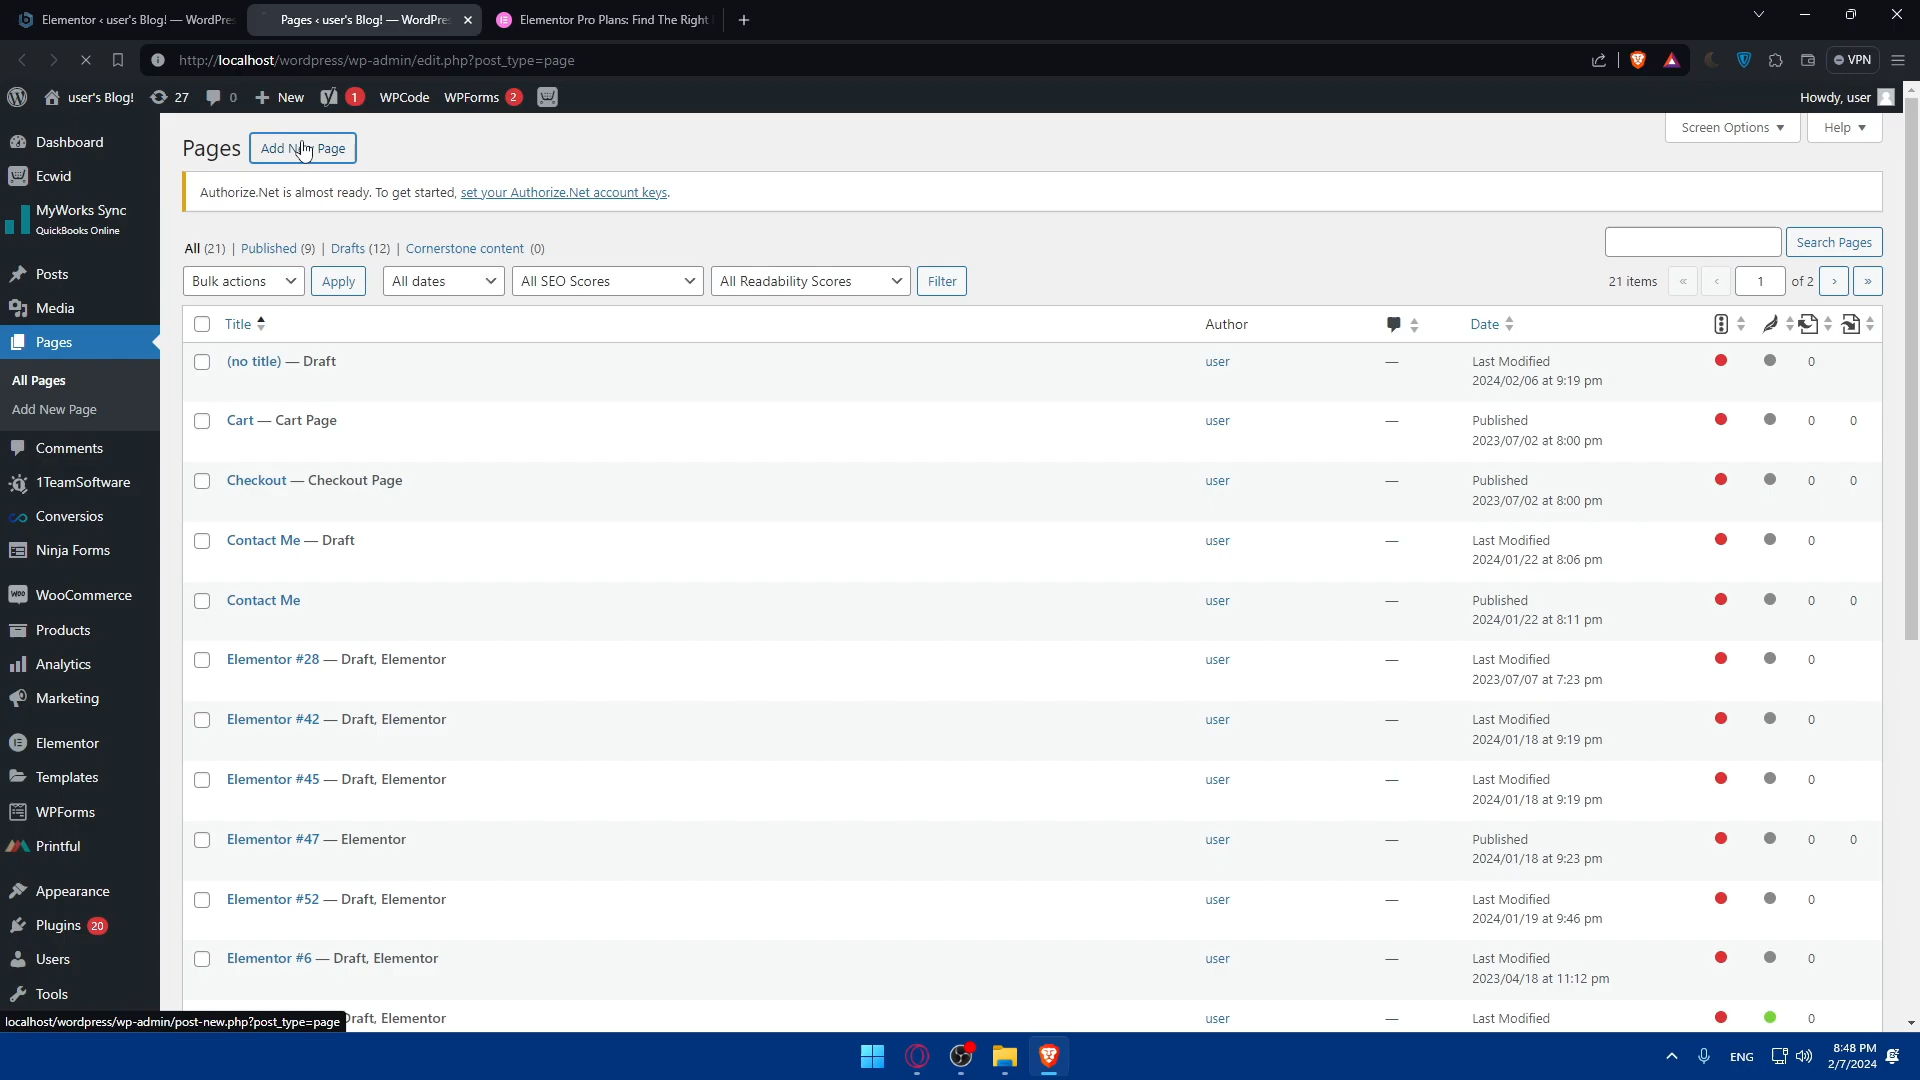 Elementor ‹ user's Blog! — WordPres
Pages ‹ user's Blog! — WordPres
Elementor Pro Plans: Find The Right
http://localhost/wordpress/wp-admin/edit.php?post_type=page
VPN
user's Blog!
27
0
New
1
WPCode
WPForms 2
Howdy, user
Dashboard
Ecwid
MyWorks Sync
QuickBooks Online
Posts
Media
Pages
All Pages
Add New Page
Comments
1TeamSoftware
Conversios
Ninja Forms
WooCommerce
Products
Analytics
Marketing
Elementor
Templates
WPForms
Printful
Appearance
Plugins 20
Users
Tools
localhost/wordpress/wp-admin/post-new.php?post_type=page
Screen Options
Help
Pages
Add New Page
Authorize.Net is almost ready. To get started, set your Authorize.Net account keys.
All (21) | Published (9) | Drafts (12) | Cornerstone content (0)
Search Pages
Bulk actions
Apply
All dates
All SEO Scores
All Readability Scores
Filter
21 items « ‹ 1 of 2 › »
Title Author Date
(no title) — Draft user — Last Modified 0
2024/02/06 at 9:19 pm
Cart — Cart Page user — Published 0 0
2023/07/02 at 8:00 pm
Checkout — Checkout Page user — Published 0 0
2023/07/02 at 8:00 pm
Contact Me — Draft user — Last Modified 0
2024/01/22 at 8:06 pm
Contact Me user — Published 0 0
2024/01/22 at 8:11 pm
Elementor #28 — Draft, Elementor user — Last Modified 0
2023/07/07 at 7:23 pm
Elementor #42 — Draft, Elementor user — Last Modified 0
2024/01/18 at 9:19 pm
Elementor #45 — Draft, Elementor user — Last Modified 0
2024/01/18 at 9:19 pm
Elementor #47 — Elementor user — Published 0 0
2024/01/18 at 9:23 pm
Elementor #52 — Draft, Elementor user — Last Modified 0
2024/01/19 at 9:46 pm
Elementor #6 — Draft, Elementor user — Last Modified 0
2023/04/18 at 11:12 pm
Draft, Elementor user — Last Modified 0
ENG
8:48 PM
2/7/2024